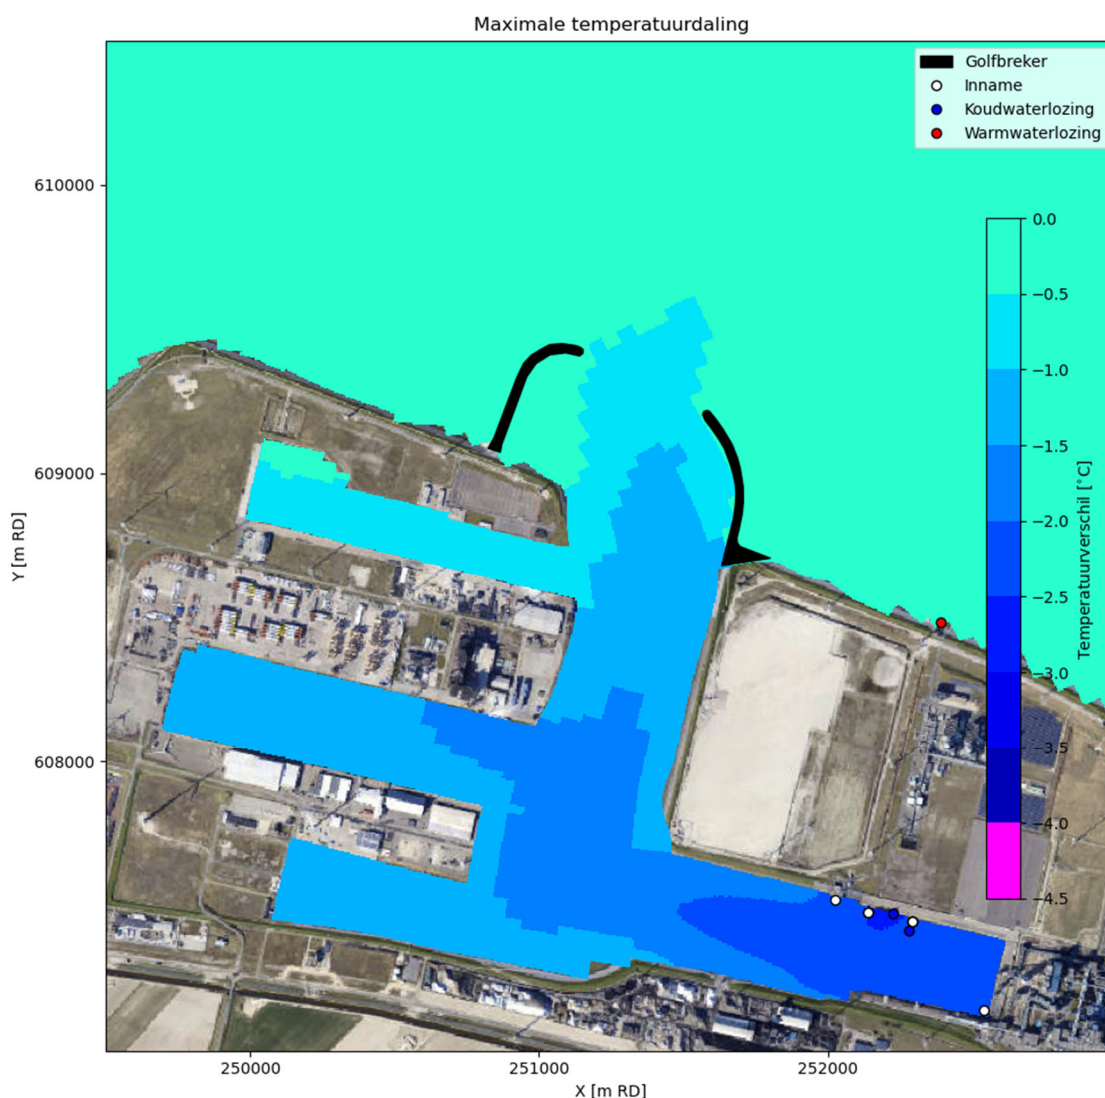 Maximale temperatuurdaling
Golfbreker
Inname
Koudwaterlozing
Warmwaterlozing
610000
609000
608000
Y [m RD]
0.0
−0.5
−1.0
−1.5
−2.0
−2.5
−3.0
−3.5
−4.0
−4.5
Temperatuurverschil [°C]
250000
251000
252000
X [m RD]